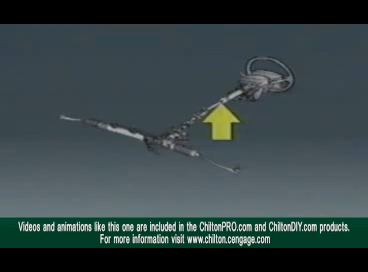 Videos and animations like this one are included in the ChiltonPRO.com and ChiltonDIY.com products.
For more information visit www.chilton.cengage.com